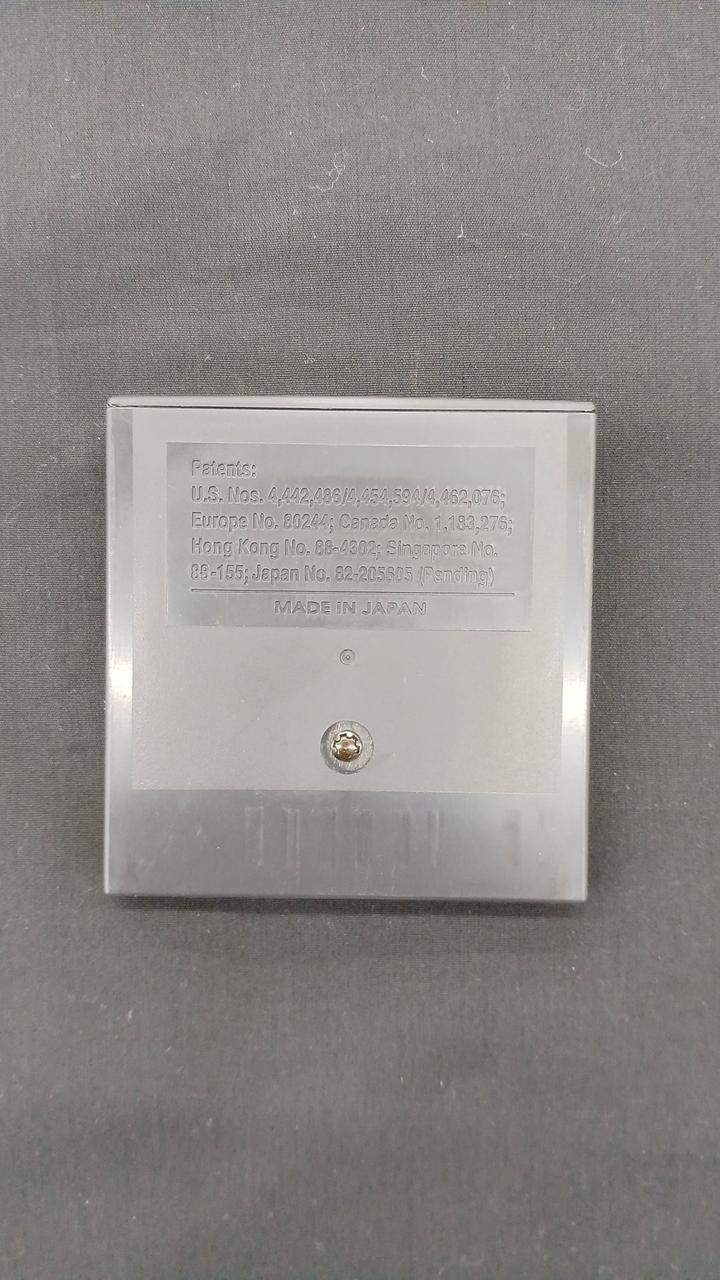 Patents:
U.S. Nos. 4,442,486/4,454,594/4,462,076;
Europe No. 80244; Canada No. 1,183,276;
Hong Kong No. 88-4302; Singapore No.
88-155; Japan No. 82-205605 (Pending)
MADE IN JAPAN